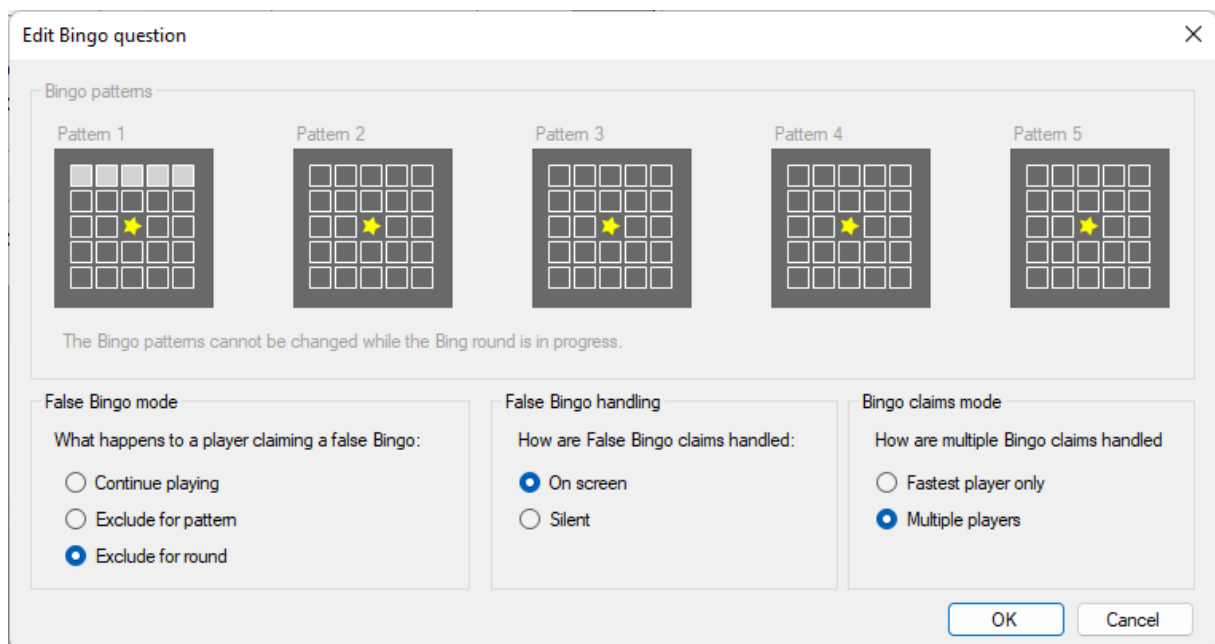 Edit Bingo question
Bingo patterns
Pattern 1 Pattern 2 Pattern 3 Pattern 4 Pattern 5
The Bingo patterns cannot be changed while the Bing round is in progress.
False Bingo mode
What happens to a player claiming a false Bingo:
Continue playing
Exclude for pattern
Exclude for round
False Bingo handling
How are False Bingo claims handled:
On screen
Silent
Bingo claims mode
How are multiple Bingo claims handled
Fastest player only
Multiple players
OK Cancel